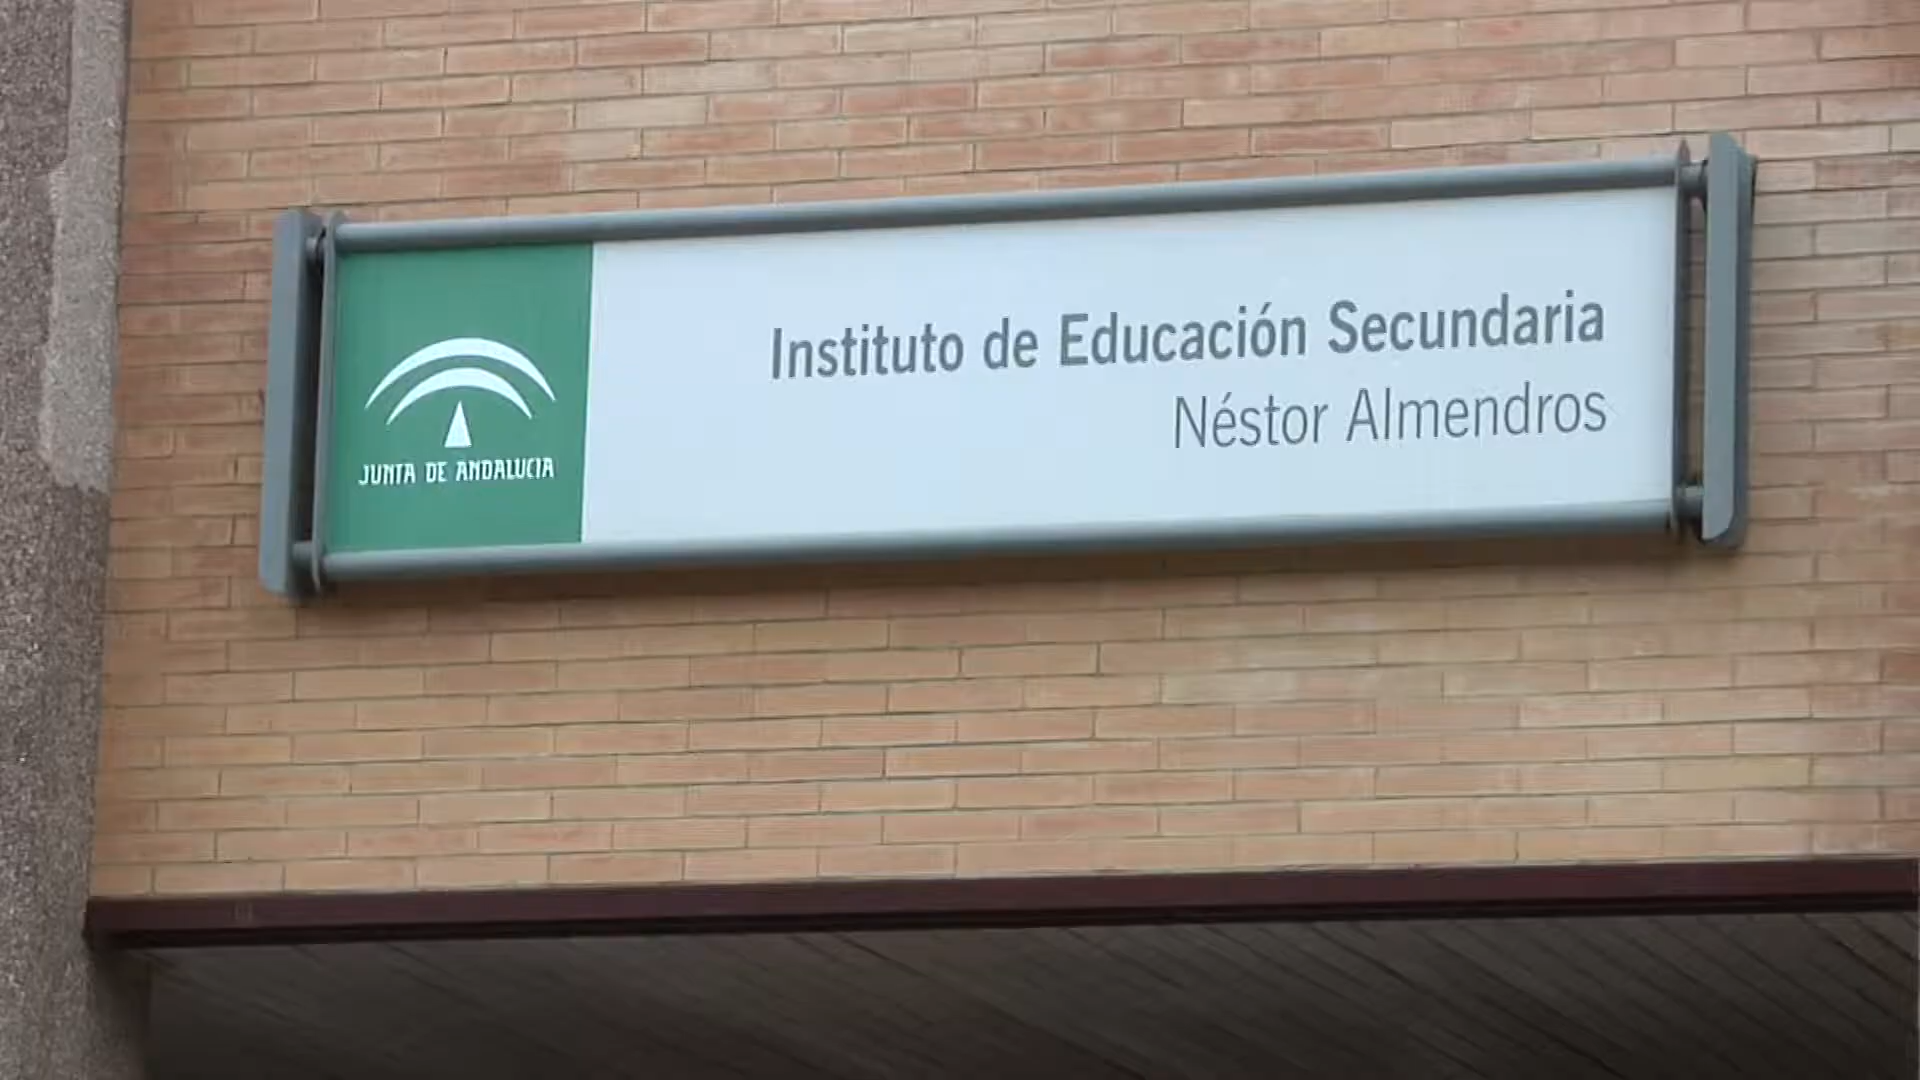 Instituto de Educación Secundaria
Néstor Almendros
JUNTA DE ANDALUCIA